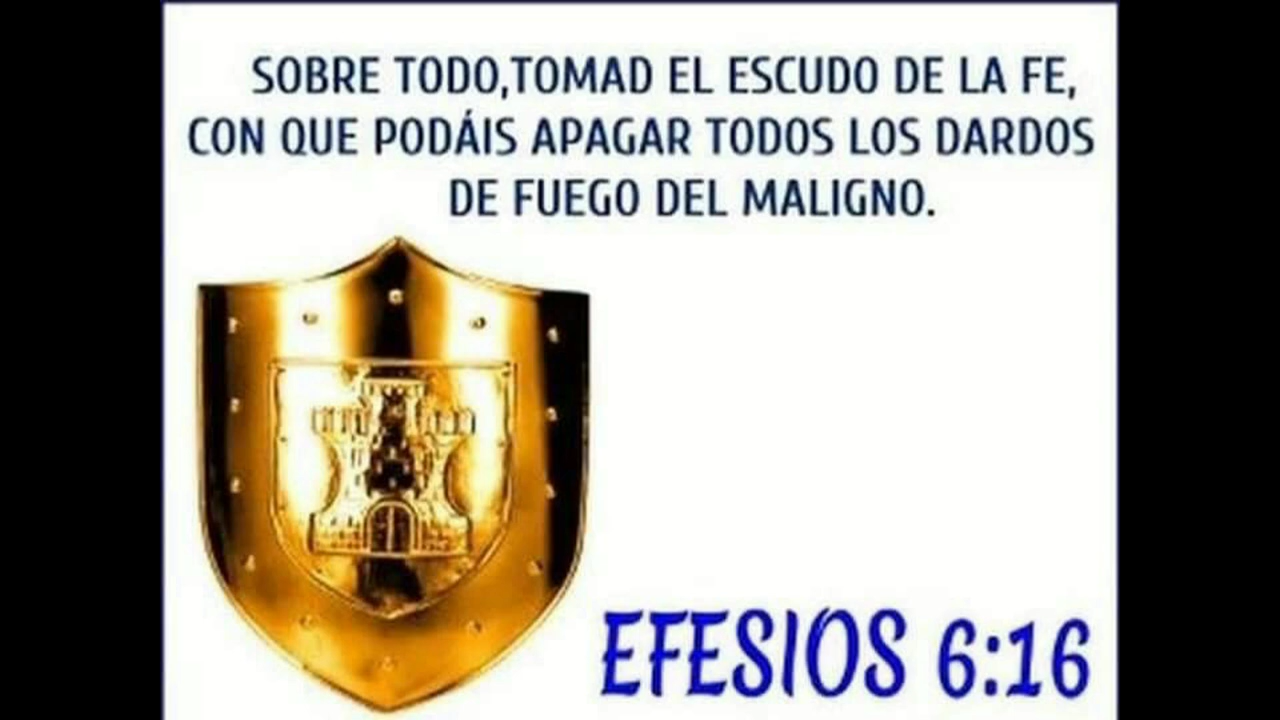 SOBRE TODO,TOMAD EL ESCUDO DE LA FE,
CON QUE PODÁIS APAGAR TODOS LOS DARDOS
DE FUEGO DEL MALIGNO.
EFESIOS 6:16